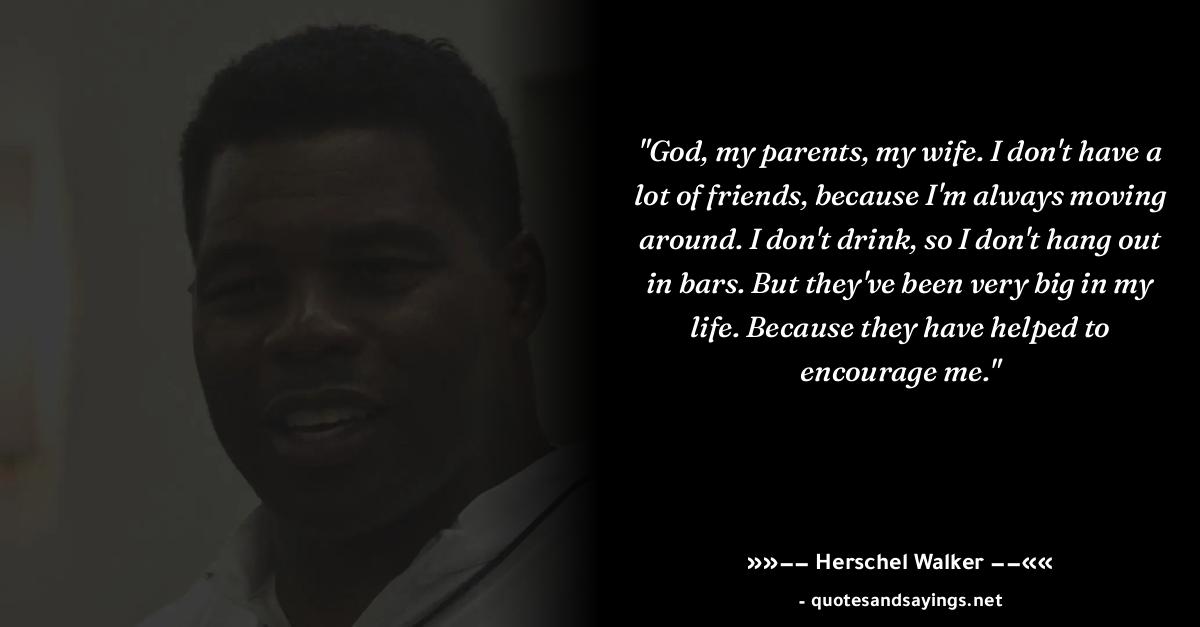 "God, my parents, my wife. I don't have a
lot of friends, because I'm always moving
around. I don't drink, so I don't hang out
in bars. But they've been very big in my
life. Because they have helped to
encourage me."
»»−− Herschel Walker −−««
- quotesandsayings.net